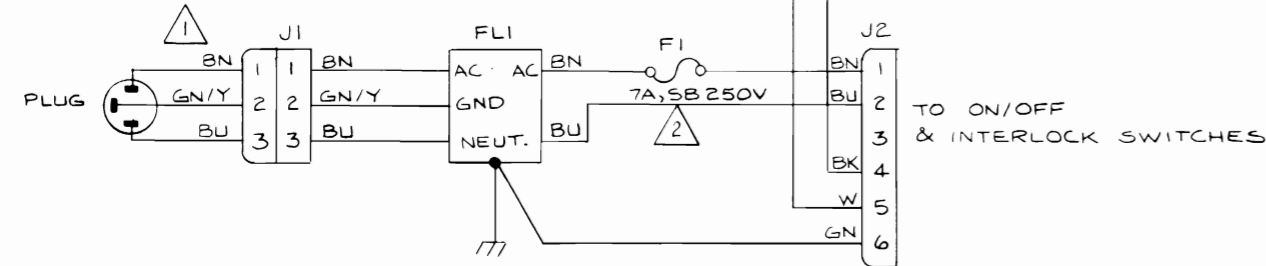 1
J1
FL1
F1
J2
BN 1 1 BN AC AC BN BN 1
PLUG GN/Y 2 2 GN/Y GND 7A, SB 250V BU 2
BU 3 3 BU NEUT. BU 2 3
TO ON/OFF
& INTERLOCK SWITCHES
BK 4
W 5
GN 6